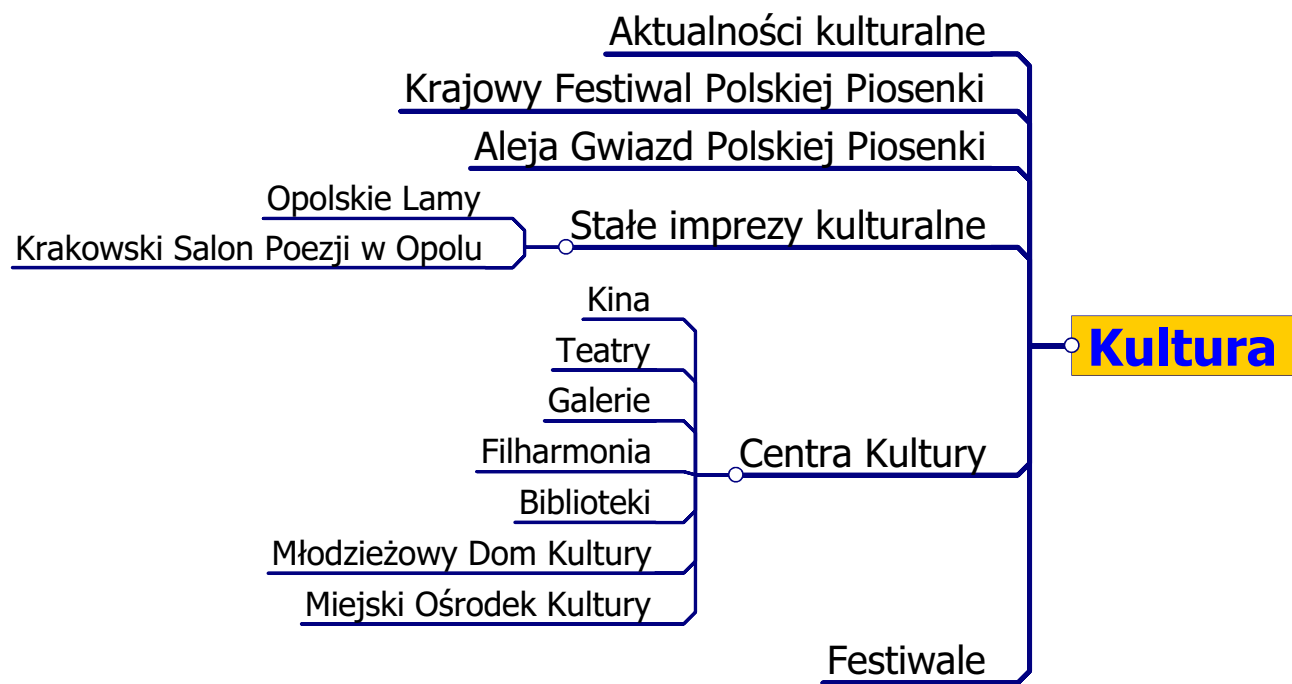 Aktualności kulturalne
Krajowy Festiwal Polskiej Piosenki
Aleja Gwiazd Polskiej Piosenki
Opolskie Lamy
Stałe imprezy kulturalne
Krakowski Salon Poezji w Opolu
Kina
Kultura
Teatry
Galerie
Filharmonia
Centra Kultury
Biblioteki
Młodzieżowy Dom Kultury
Miejski Ośrodek Kultury
Festiwale